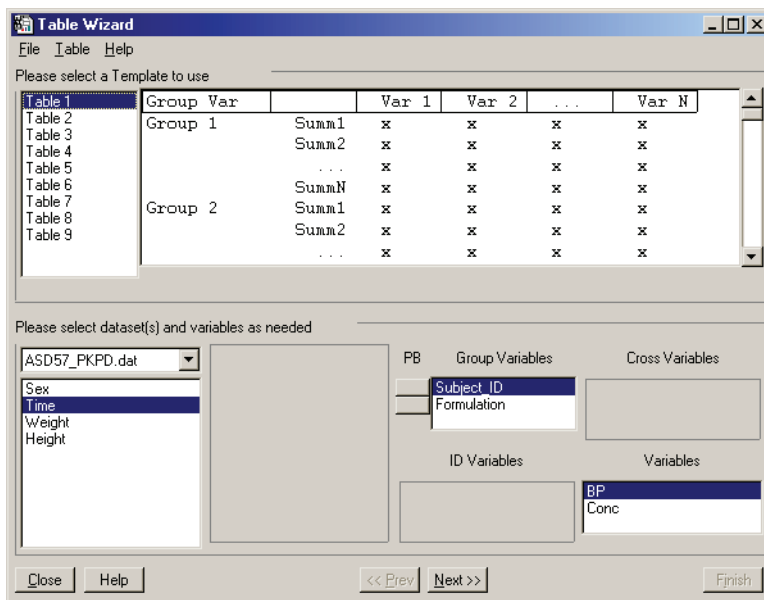 Table Wizard
File Table Help
Please select a Template to use
Table 1
Table 2
Table 3
Table 4
Table 5
Table 6
Table 7
Table 8
Table 9
Group Var Var 1 Var 2 ... Var N
Group 1 Summ1 x x x x
Summ2 x x x x
... x x x x
SummN x x x x
Group 2 Summ1 x x x x
Summ2 x x x x
... x x x x
Please select dataset(s) and variables as needed
ASD57_PKPD.dat
Sex
Time
Weight
Height
PB Group Variables Cross Variables
Subject_ID
Formulation
ID Variables Variables
BP
Conc
Close Help << Prev Next >> Finish